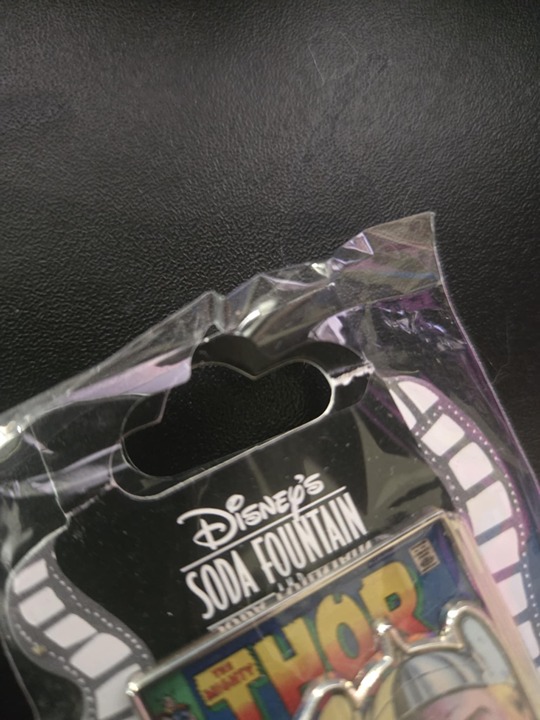 Disney's
SODA FOUNTAIN
THE MIGHTY
THOR